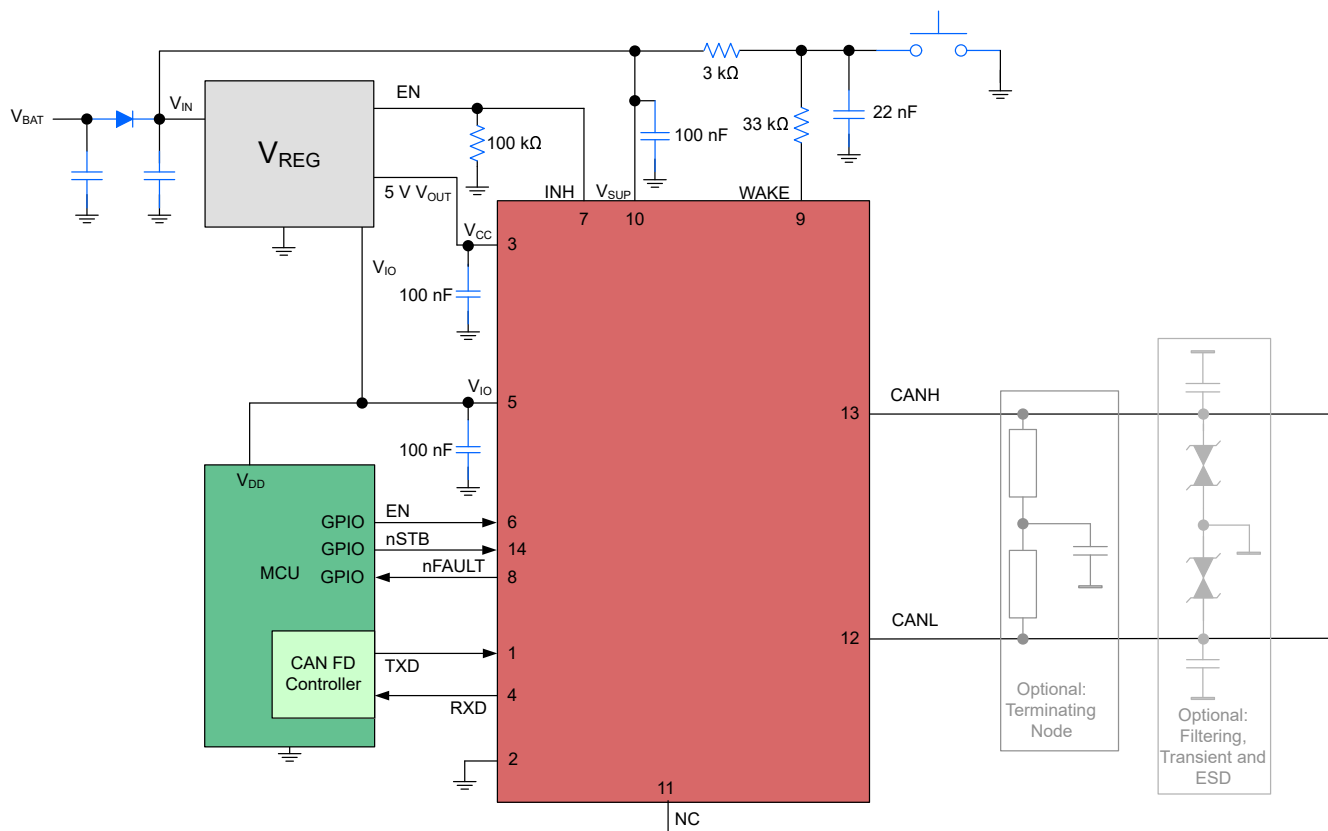 3 kΩ
V_BAT
V_IN
EN
V_REG
100 kΩ
100 nF
33 kΩ
22 nF
5 V V_OUT
INH
V_SUP
WAKE
7
10
9
V_CC
3
V_IO
100 nF
V_IO
5
13
CANH
100 nF
V_DD
GPIO
EN
6
GPIO
nSTB
14
MCU
GPIO
nFAULT
8
12
CANL
CAN FD
Controller
TXD
1
RXD
4
2
11
NC
Optional:
Terminating
Node
Optional:
Filtering,
Transient and
ESD